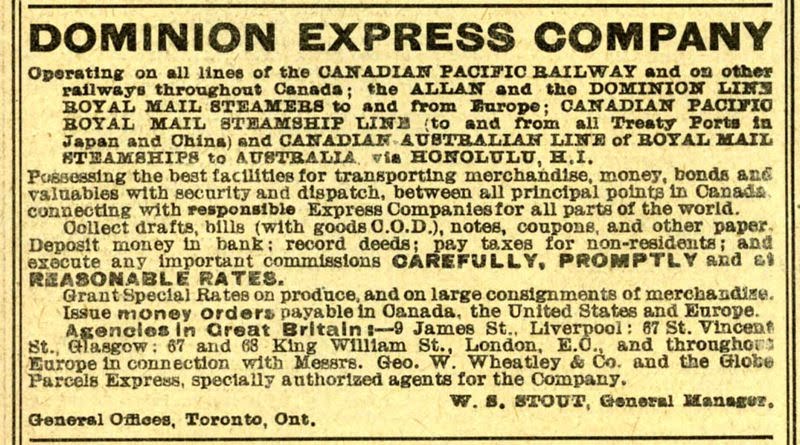 DOMINION EXPRESS COMPANY
Operating on all lines of the CANADIAN PACIFIC RAILWAY and on other
railways throughout Canada; the ALLAN and the DOMINION LINE
ROYAL MAIL STEAMERS to and from Europe; CANADIAN PACIFIC
ROYAL MAIL STEAMSHIP LINE (to and from all Treaty Ports in
Japan and China) and CANADIAN-AUSTRALIAN LINE of ROYAL MAIL
STEAMSHIPS to AUSTRALIA, via HONOLULU, H.I.
Possessing the best facilities for transporting merchandise, money, bonds and
valuables with security and dispatch, between all principal points in Canada
connecting with responsible Express Companies for all parts of the world.
Collect drafts, bills (with goods C.O.D.), notes, coupons, and other paper.
Deposit money in bank; record deeds; pay taxes for non-residents; and
execute any important commissions CAREFULLY, PROMPTLY and at
REASONABLE RATES.
Grant Special Rates on produce, and on large consignments of merchandize.
Issue money orders payable in Canada, the United States and Europe.
Agencies in Great Britain:—9 James St., Liverpool: 67 St. Vincent
St., Glasgow; 67 and 68 King William St., London, E.C., and throughout
Europe in connection with Messrs. Geo. W. Wheatley & Co. and the Globe
Parcels Express, specially authorized agents for the Company.
W. S. STOUT, General Manager.
General Offices, Toronto, Ont.